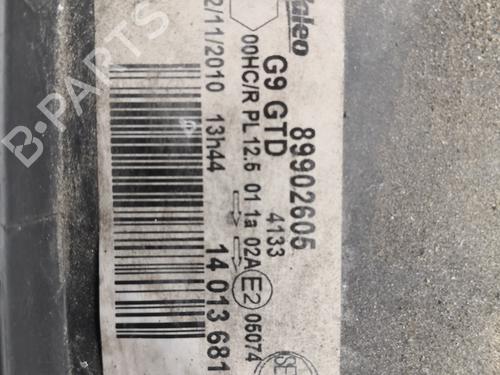 Valeo
89902605
G9 GTD 4133
00HC/R PL 12.5 01 1a 02A E2 05074
2/11/2010 13h44 14 013 681
B-PARTS